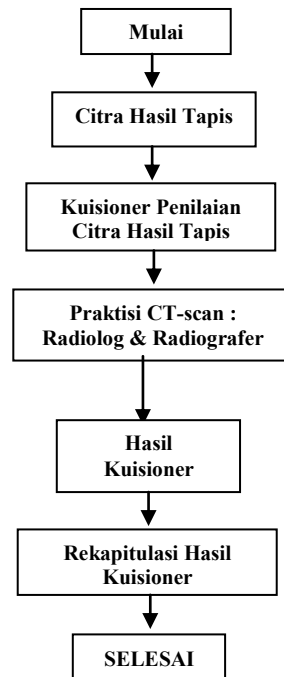 Mulai
Citra Hasil Tapis
Kuisioner Penilaian
Citra Hasil Tapis
Praktisi CT-scan :
Radiolog & Radiografer
Hasil
Kuisioner
Rekapitulasi Hasil
Kuisioner
SELESAI